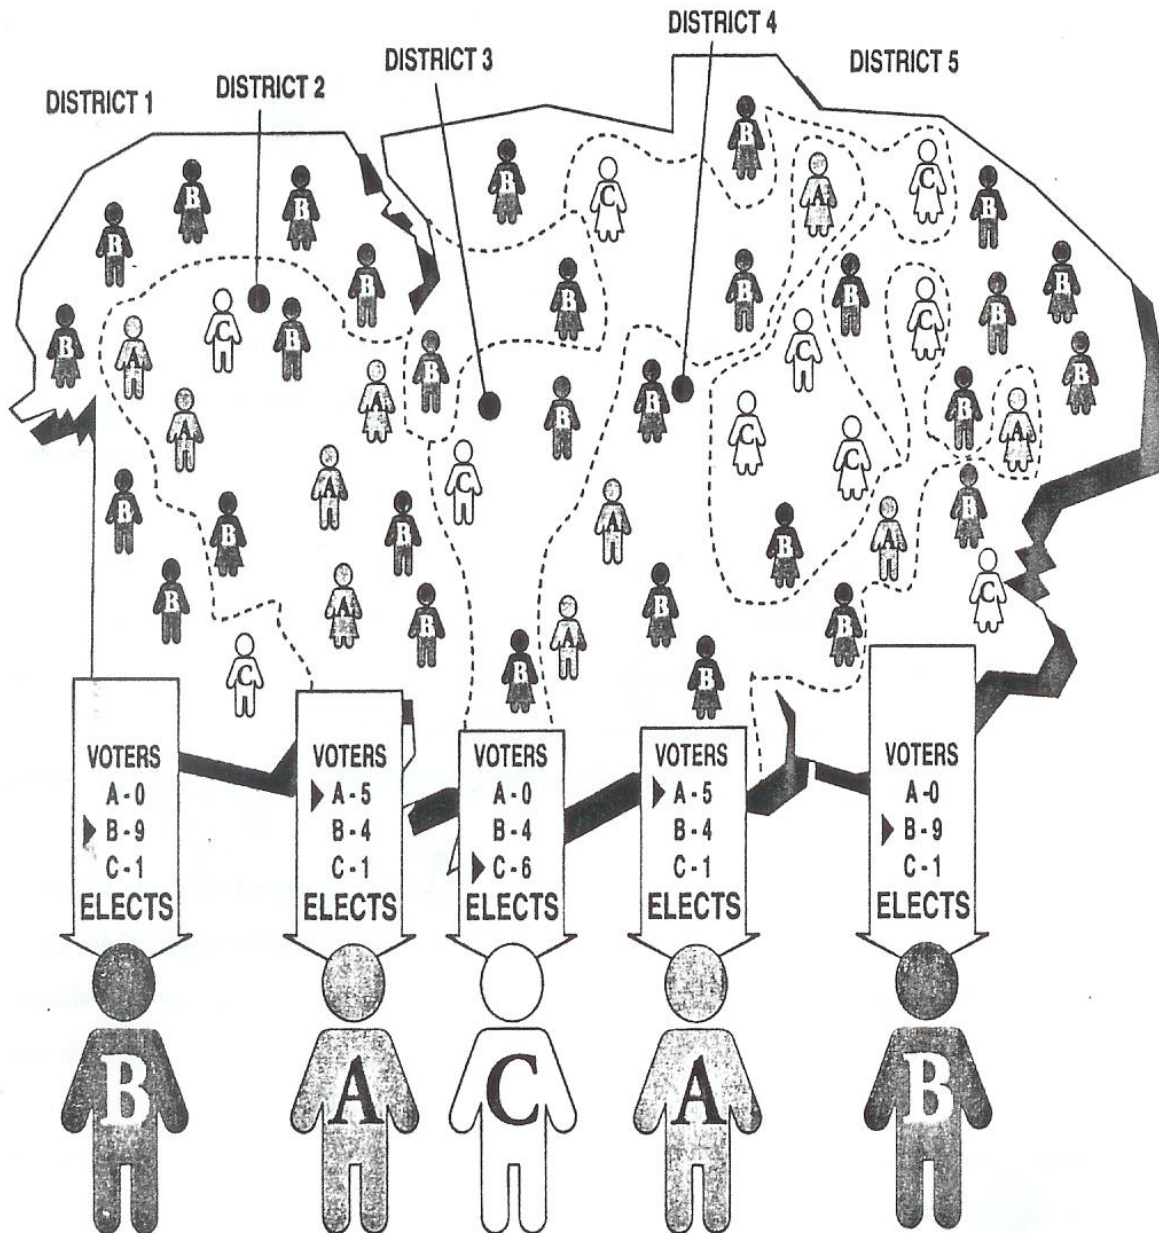 DISTRICT 1
DISTRICT 2
DISTRICT 3
DISTRICT 4
DISTRICT 5
B
B B B C A C B
B B B B B C B B
B A C B B C B
A A B B C C B A
B B A B C A B A B
B A B A B B C
C B B
VOTERS
A-0
B-9
C-1
ELECTS
B
VOTERS
A-5
B-4
C-1
ELECTS
A
VOTERS
A-0
B-4
C-6
ELECTS
C
VOTERS
A-5
B-4
C-1
ELECTS
A
VOTERS
A-0
B-9
C-1
ELECTS
B